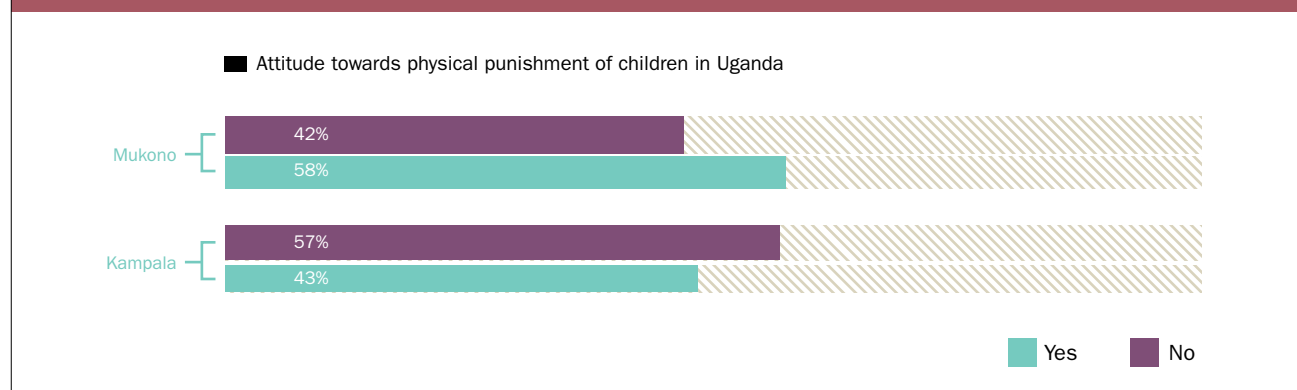 Attitude towards physical punishment of children in Uganda
Mukono
42%
58%
Kampala
57%
43%
Yes No